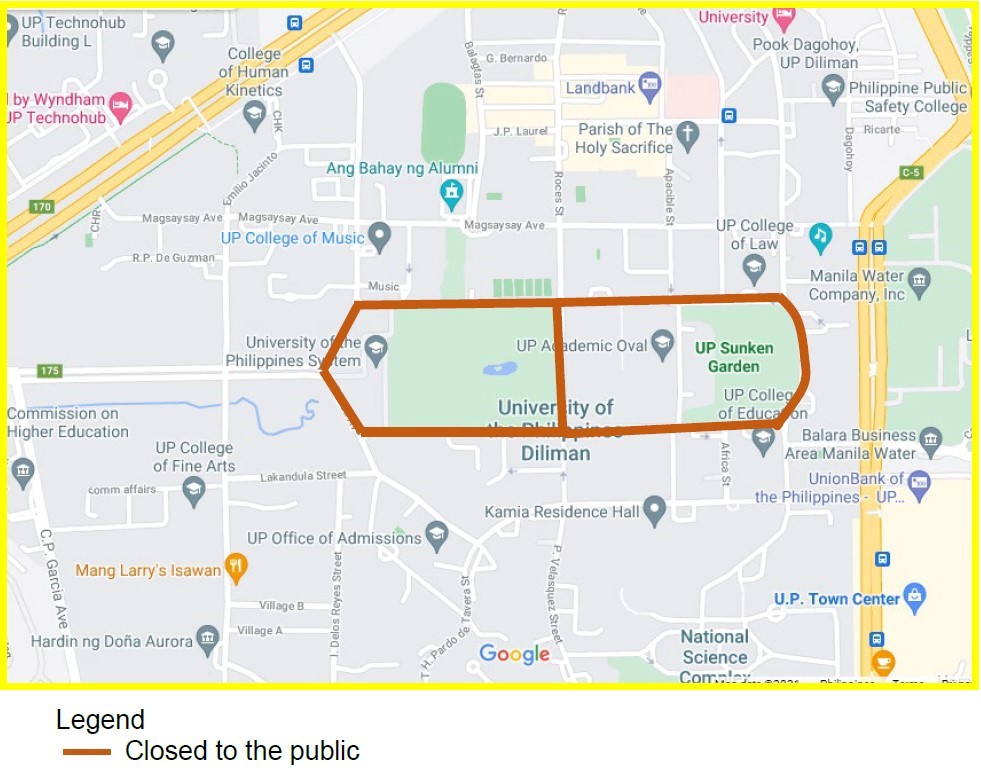 UP Technohub
Building L
University
College
of Human
Kinetics
G. Bernardo
Balagtas St
Pook Dagohoy,
UP Diliman
Landbank
Philippine Public
Safety College
by Wyndham
UP Technohub
CHK
J.P. Laurel
Parish of The
Holy Sacrifice
Ricarte
Dagohoy
Emilio Jacinto
Ang Bahay ng Alumni
Roces St
Apacible St
C-5
170
CHR
Magsaysay Ave
Magsaysay Ave
Magsaysay Ave
UP College of Music
UP College
of Law
R.P. De Guzman
Music
Manila Water
Company, Inc
University of the
Philippines System
UP Academic Oval
UP Sunken
Garden
175
UP College
of Education
University of
the Philippines
Diliman
Commission on
Higher Education
UP College
of Fine Arts
Balara Business
Area Manila Water
Africa St
Lakandula Street
comm affairs
UnionBank of
the Philippines - UP...
Kamia Residence Hall
UP Office of Admissions
C.P. Garcia Ave
Mang Larry's Isawan
J. Delos Reyes Street
T. H. Pardo de Tavera St
P. Velasquez Street
U.P. Town Center
Village B
Village A
Hardin ng Doña Aurora
Google
National
Science
Complex
Map data ©2021 Philippines Terms
Legend
Closed to the public